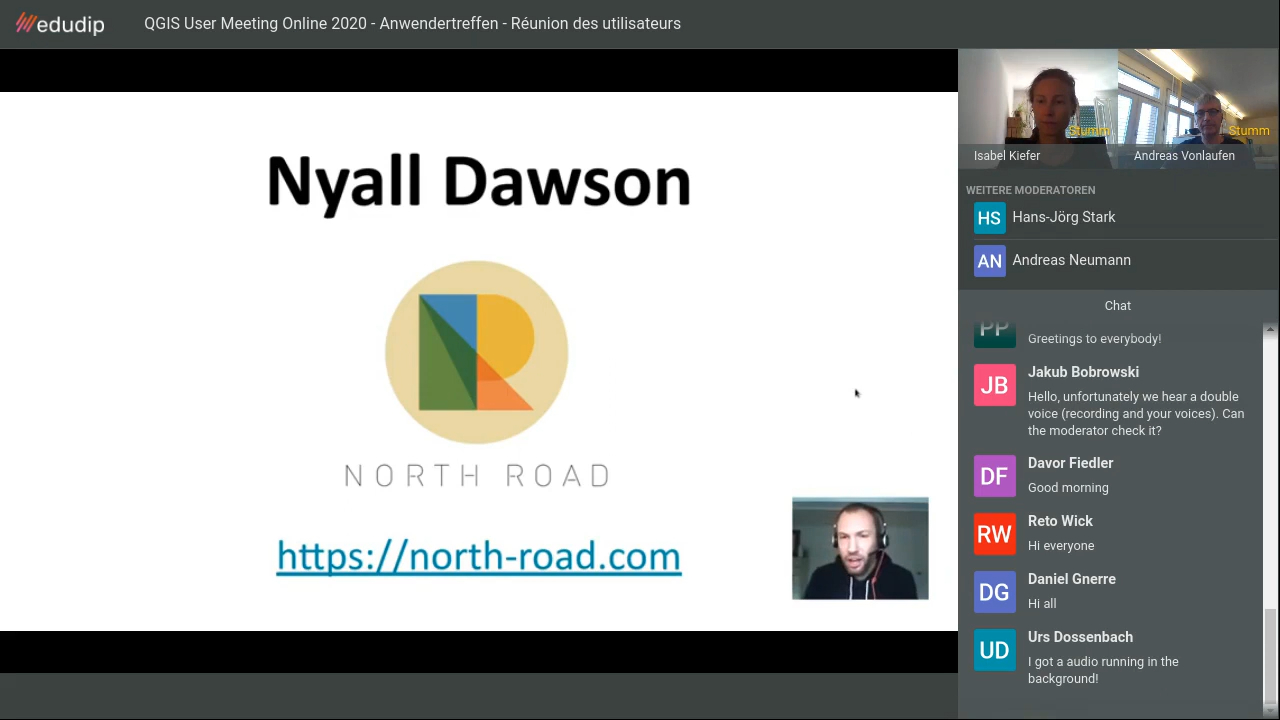 edudip
QGIS User Meeting Online 2020 - Anwendertreffen - Réunion des utilisateurs
Nyall Dawson
NORTH ROAD
https://north-road.com
Stumm
Stumm
Isabel Kiefer
Andreas Vonlaufen
WEITERE MODERATOREN
HS
Hans-Jörg Stark
AN
Andreas Neumann
Chat
PP
Greetings to everybody!
JB
Jakub Bobrowski
Hello, unfortunately we hear a double
voice (recording and your voices). Can
the moderator check it?
DF
Davor Fiedler
Good morning
RW
Reto Wick
Hi everyone
DG
Daniel Gnerre
Hi all
UD
Urs Dossenbach
I got a audio running in the
background!